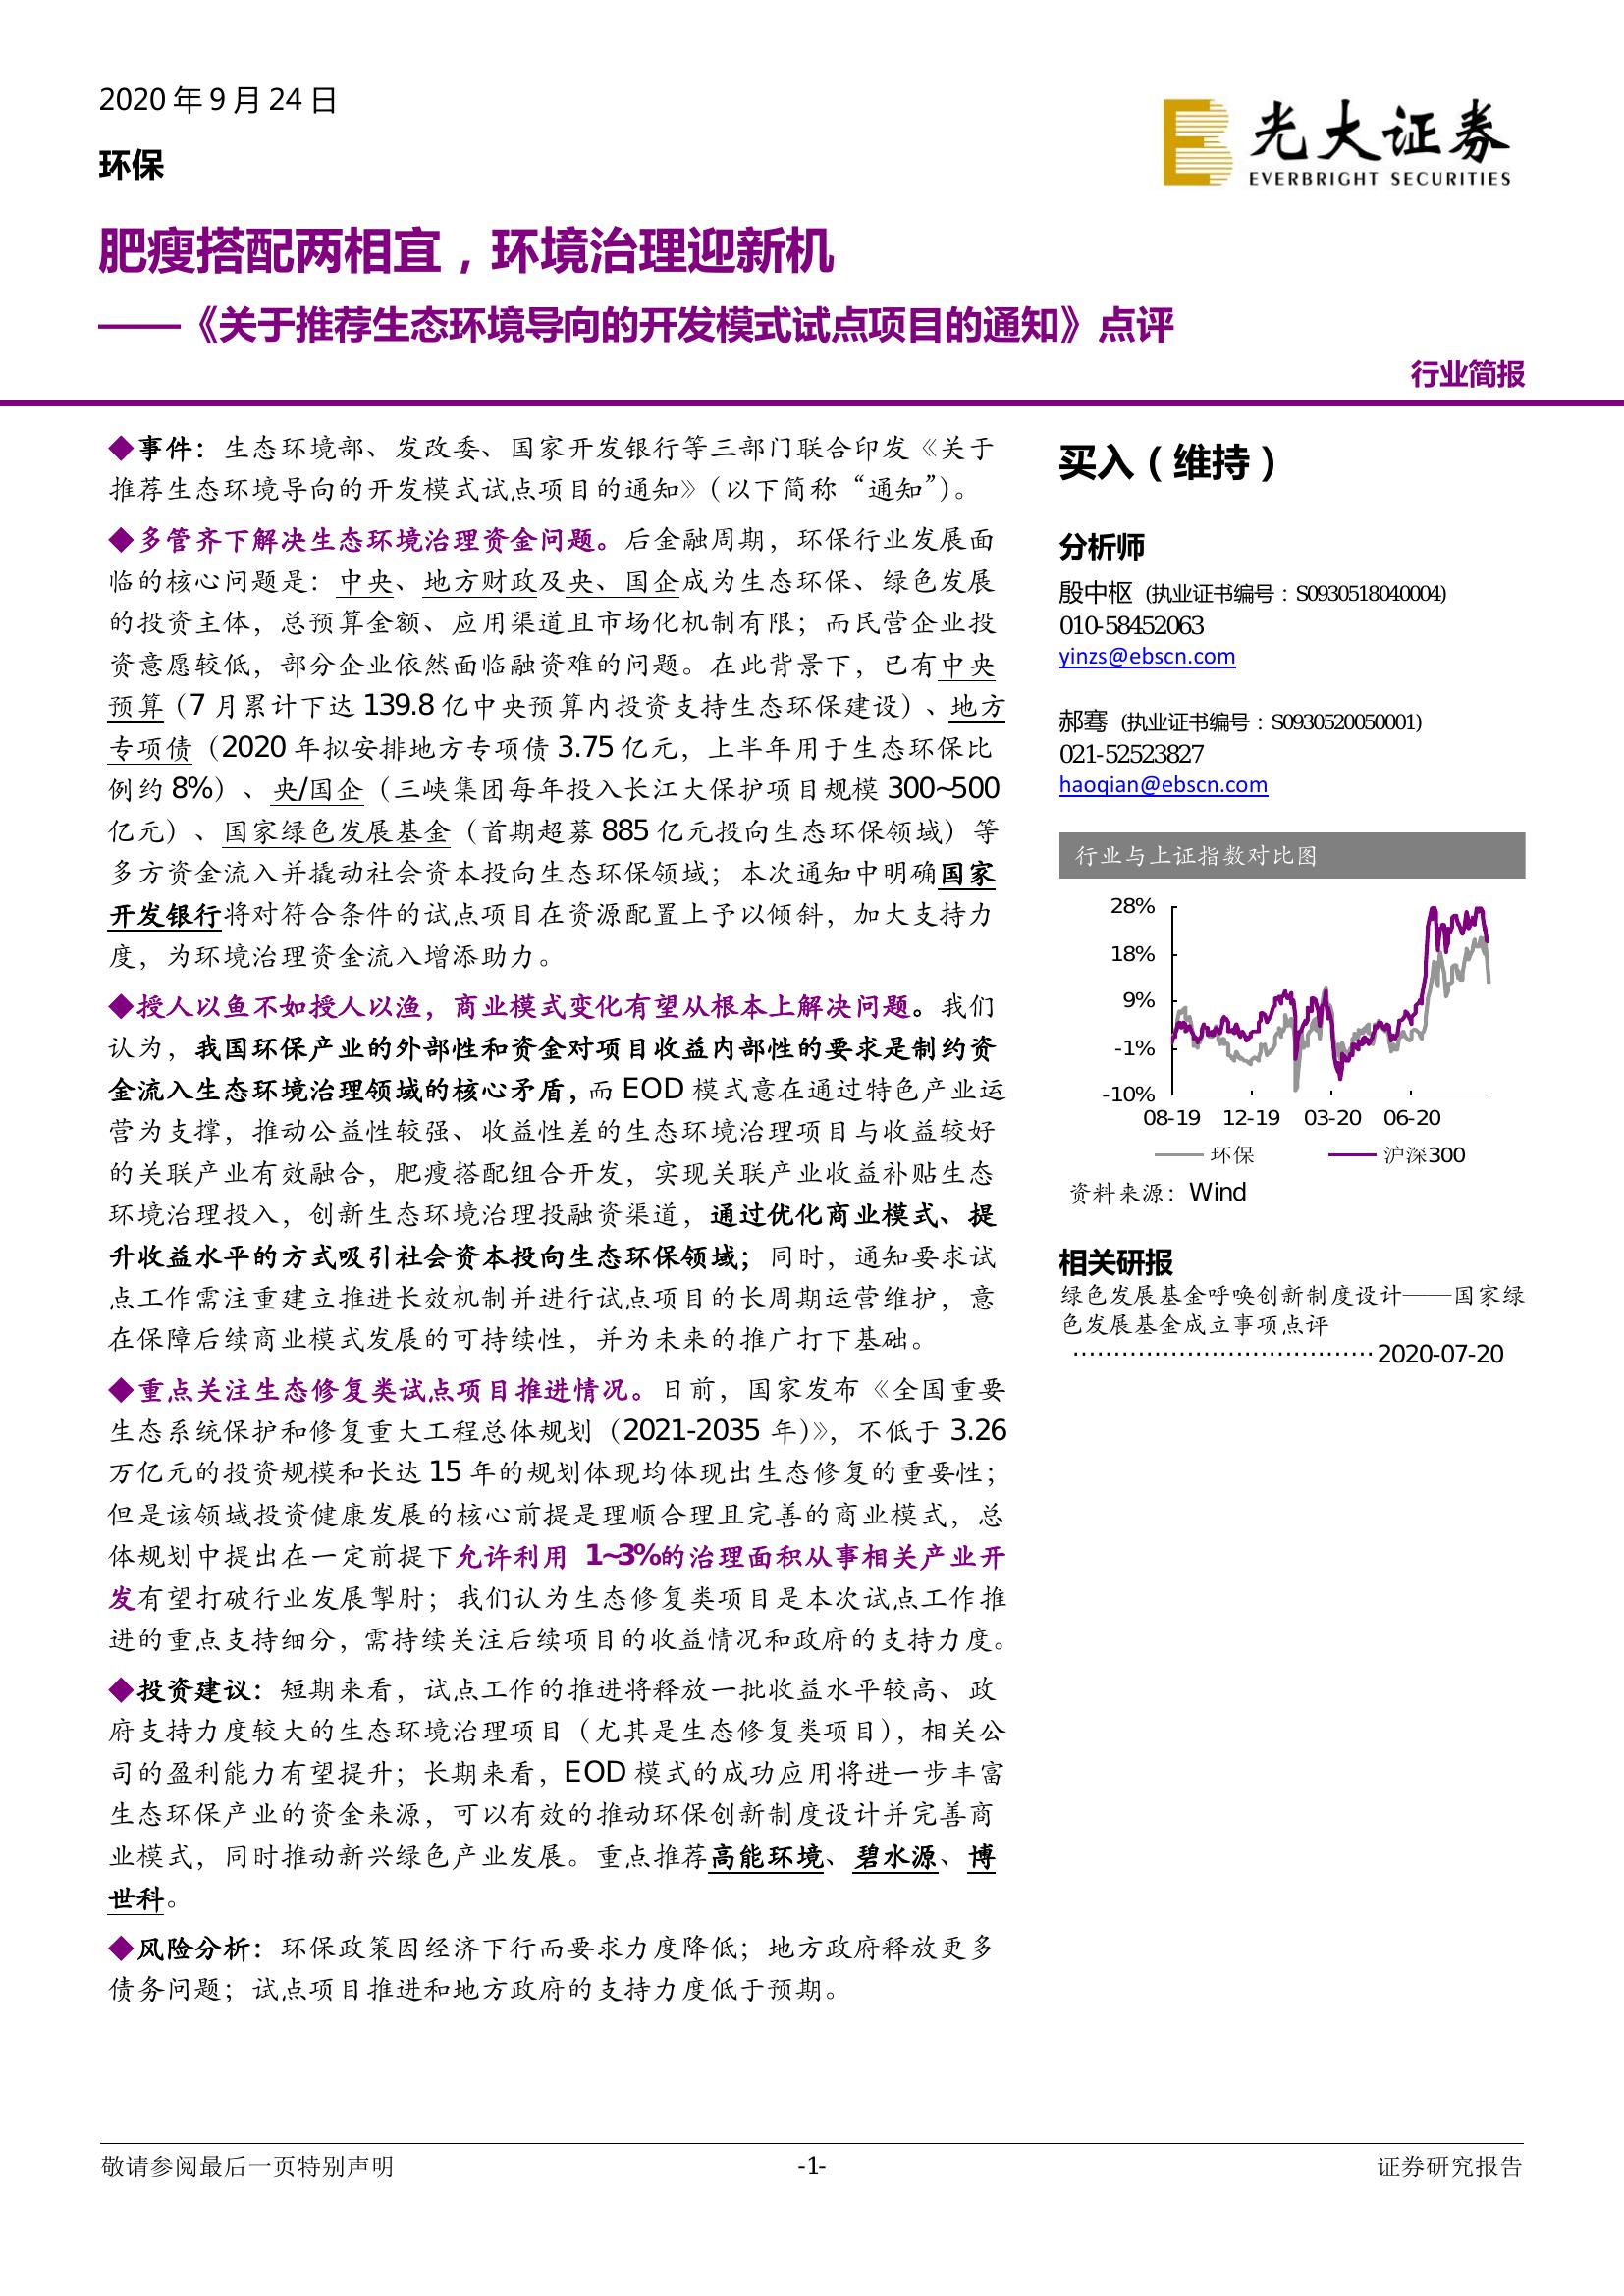 2020 年 9 月 24 日
环保
光大证券
EVERBRIGHT SECURITIES
肥瘦搭配两相宜，环境治理迎新机
——《关于推荐生态环境导向的开发模式试点项目的通知》点评
行业简报
◆事件：生态环境部、发改委、国家开发银行等三部门联合印发《关于
推荐生态环境导向的开发模式试点项目的通知》（以下简称“通知”）。
◆多管齐下解决生态环境治理资金问题。后金融周期，环保行业发展面
临的核心问题是：中央、地方财政及央、国企成为生态环保、绿色发展
的投资主体，总预算金额、应用渠道且市场化机制有限；而民营企业投
资意愿较低，部分企业依然面临融资难的问题。在此背景下，已有中央
预算（7 月累计下达 139.8 亿中央预算内投资支持生态环保建设）、地方
专项债（2020 年拟安排地方专项债 3.75 亿元，上半年用于生态环保比
例约 8%）、央/国企（三峡集团每年投入长江大保护项目规模 300~500
亿元）、国家绿色发展基金（首期超募 885 亿元投向生态环保领域）等
多方资金流入并撬动社会资本投向生态环保领域；本次通知中明确国家
开发银行将对符合条件的试点项目在资源配置上予以倾斜，加大支持力
度，为环境治理资金流入增添助力。
◆授人以鱼不如授人以渔，商业模式变化有望从根本上解决问题。我们
认为，我国环保产业的外部性和资金对项目收益内部性的要求是制约资
金流入生态环境治理领域的核心矛盾，而 EOD 模式意在通过特色产业运
营为支撑，推动公益性较强、收益性差的生态环境治理项目与收益较好
的关联产业有效融合，肥瘦搭配组合开发，实现关联产业收益补贴生态
环境治理投入，创新生态环境治理投融资渠道，通过优化商业模式、提
升收益水平的方式吸引社会资本投向生态环保领域；同时，通知要求试
点工作需注重建立推进长效机制并进行试点项目的长周期运营维护，意
在保障后续商业模式发展的可持续性，并为未来的推广打下基础。
◆重点关注生态修复类试点项目推进情况。日前，国家发布《全国重要
生态系统保护和修复重大工程总体规划（2021-2035 年）》，不低于 3.26
万亿元的投资规模和长达 15 年的规划体现均体现出生态修复的重要性；
但是该领域投资健康发展的核心前提是理顺合理且完善的商业模式，总
体规划中提出在一定前提下允许利用 1~3%的治理面积从事相关产业开
发有望打破行业发展掣肘；我们认为生态修复类项目是本次试点工作推
进的重点支持细分，需持续关注后续项目的收益情况和政府的支持力度。
◆投资建议：短期来看，试点工作的推进将释放一批收益水平较高、政
府支持力度较大的生态环境治理项目（尤其是生态修复类项目），相关公
司的盈利能力有望提升；长期来看，EOD 模式的成功应用将进一步丰富
生态环保产业的资金来源，可以有效的推动环保创新制度设计并完善商
业模式，同时推动新兴绿色产业发展。重点推荐高能环境、碧水源、博
世科。
◆风险分析：环保政策因经济下行而要求力度降低；地方政府释放更多
债务问题；试点项目推进和地方政府的支持力度低于预期。
买入（维持）
分析师
殷中枢 (执业证书编号：S0930518040004)
010-58452063
yinzs@ebscn.com
郝骞 (执业证书编号：S0930520050001)
021-52523827
haoqian@ebscn.com
行业与上证指数对比图
28%
18%
9%
-1%
-10%
08-19 12-19 03-20 06-20
环保 沪深300
资料来源：Wind
相关研报
绿色发展基金呼唤创新制度设计——国家绿
色发展基金成立事项点评
·····································2020-07-20
敬请参阅最后一页特别声明 -1- 证券研究报告